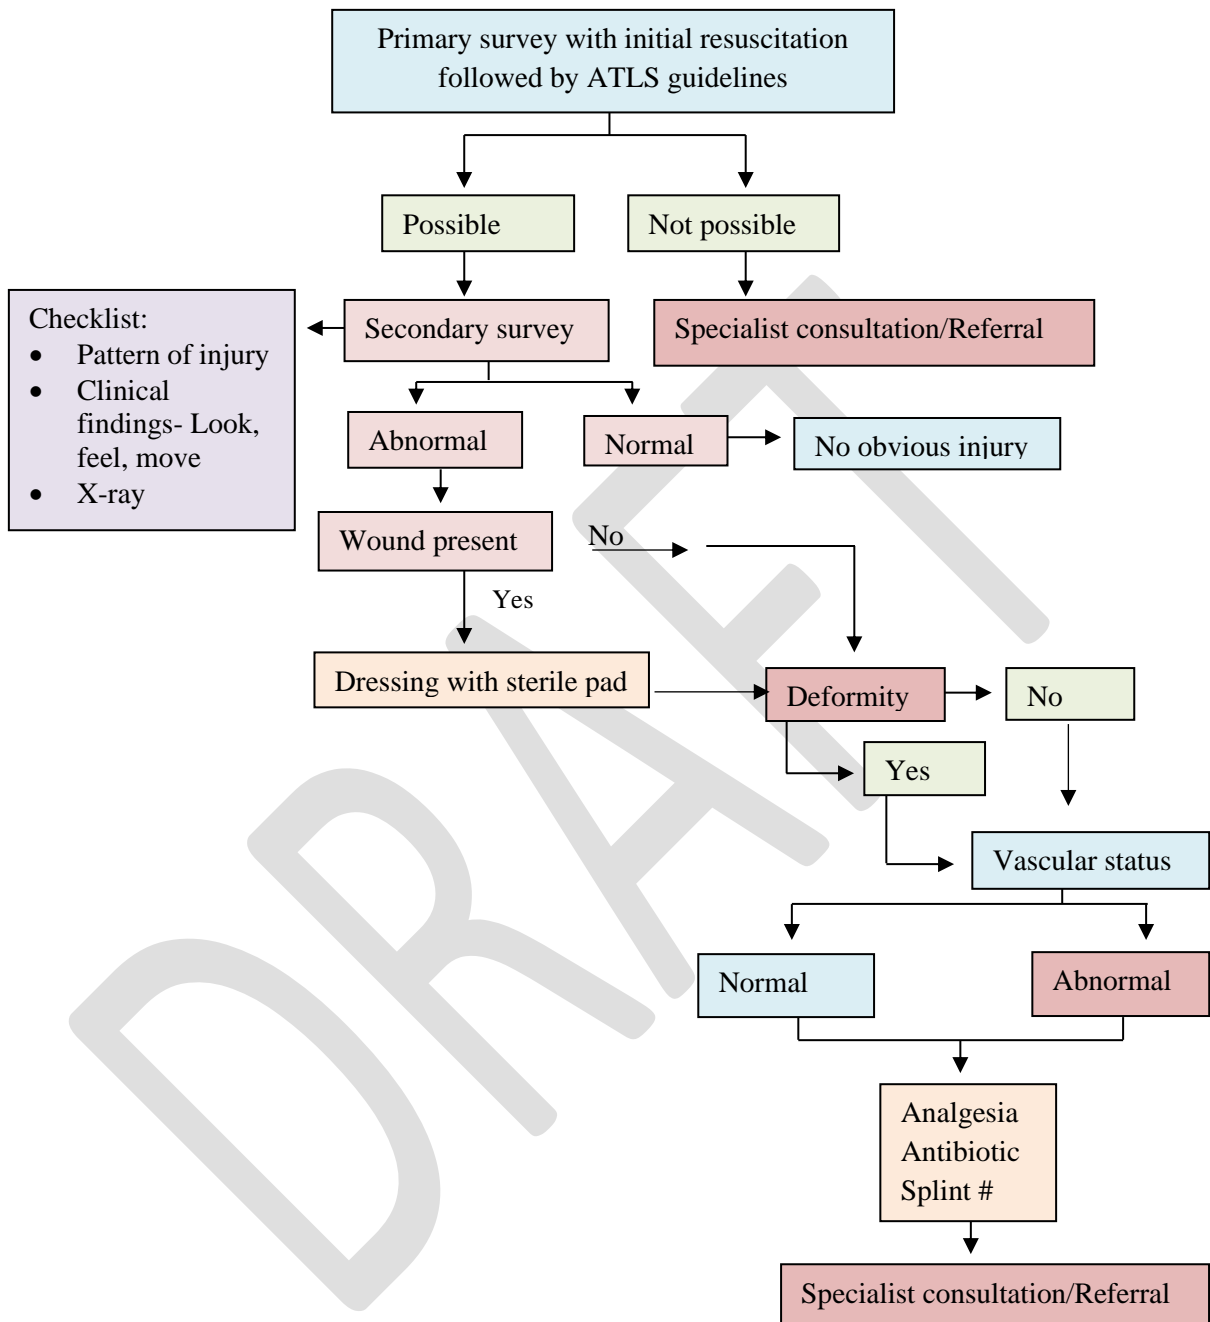 Primary survey with initial resuscitation
followed by ATLS guidelines
Possible
Not possible
Checklist:
• Pattern of injury
• Clinical
findings- Look,
feel, move
• X-ray
Secondary survey
Specialist consultation/Referral
Abnormal
Normal
No obvious injury
Wound present
No
Yes
Dressing with sterile pad
Deformity
No
Yes
Vascular status
Normal
Abnormal
Analgesia
Antibiotic
Splint #
Specialist consultation/Referral
DRAFT